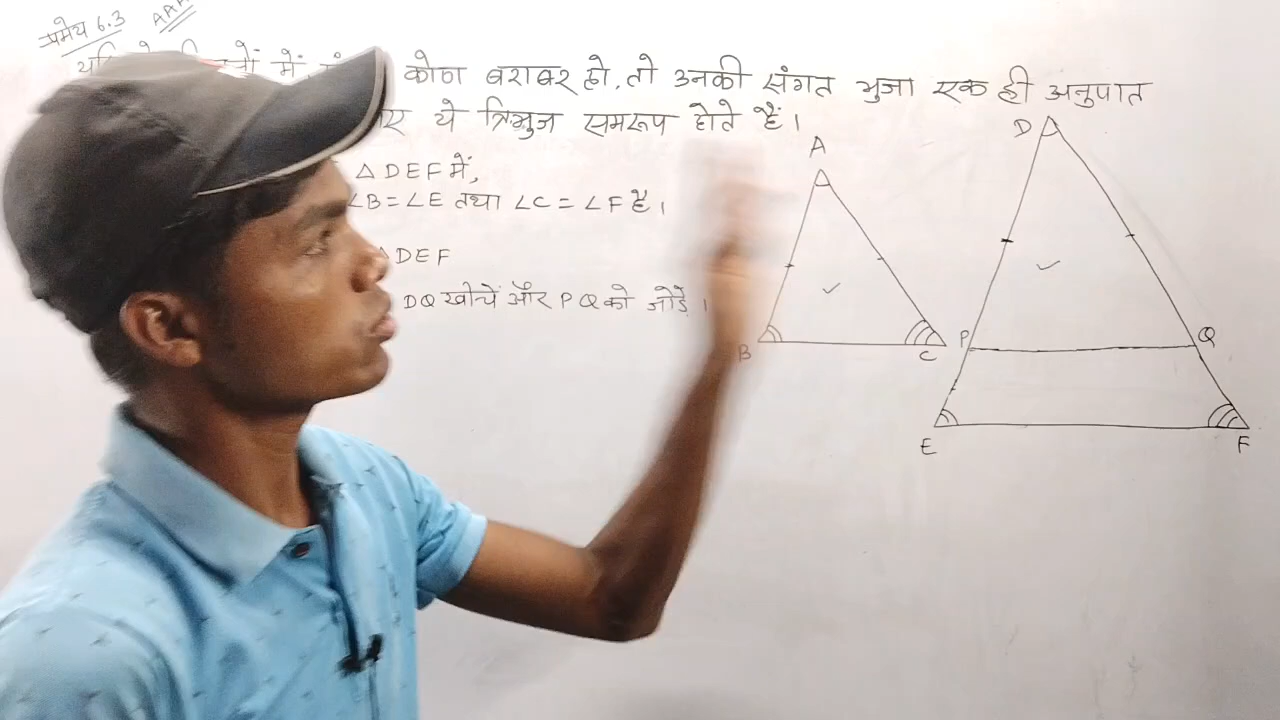 प्रमेय 6.3
AAA
में कोण बराबर हो, तो उनकी संगत भुजा एक ही अनुपात
ये त्रिभुज समरूप होते हैं।
△DEF में,
∠B = ∠E तथा ∠C = ∠F है।
DEF
DQ खीचें और PQ को जोड़ें।
A
B
C
D
P
Q
E
F